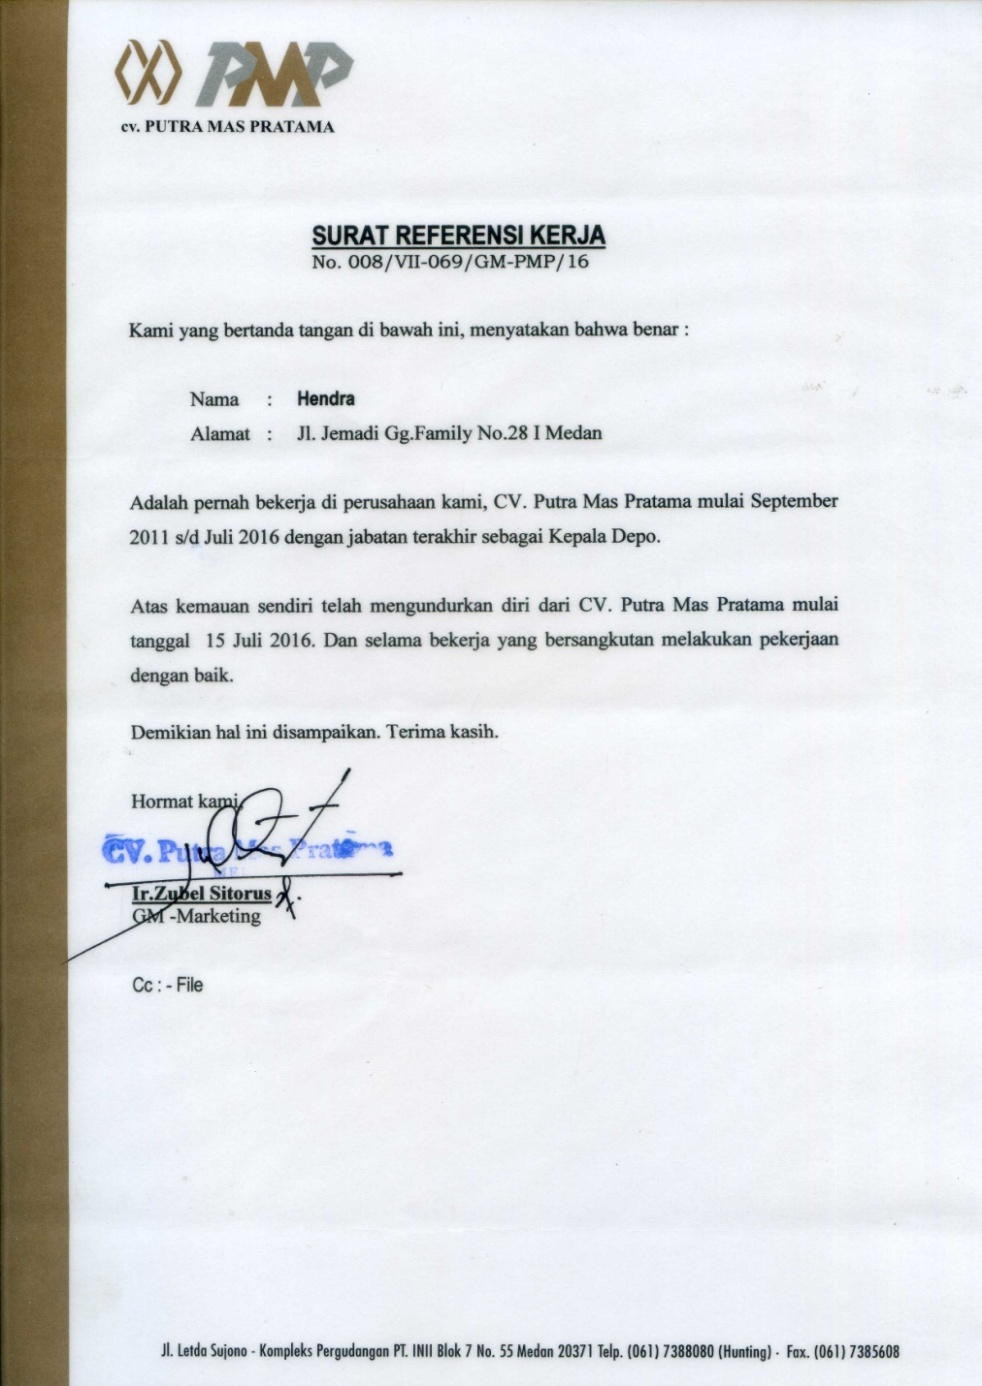 PMP
cv. PUTRA MAS PRATAMA
SURAT REFERENSI KERJA
No. 008/VII-069/GM-PMP/16
Kami yang bertanda tangan di bawah ini, menyatakan bahwa benar :
Nama : Hendra
Alamat : Jl. Jemadi Gg.Family No.28 I Medan
Adalah pernah bekerja di perusahaan kami, CV. Putra Mas Pratama mulai September
2011 s/d Juli 2016 dengan jabatan terakhir sebagai Kepala Depo.
Atas kemauan sendiri telah mengundurkan diri dari CV. Putra Mas Pratama mulai
tanggal 15 Juli 2016. Dan selama bekerja yang bersangkutan melakukan pekerjaan
dengan baik.
Demikian hal ini disampaikan. Terima kasih.
Hormat kami,
CV. Putra Mas Pratama
Ir.Zubel Sitorus
GM -Marketing
Cc : - File
Jl. Letda Sujono - Kompleks Pergudangan PT. INII Blok 7 No. 55 Medan 20371 Telp. (061) 7388080 (Hunting) - Fax. (061) 7385608